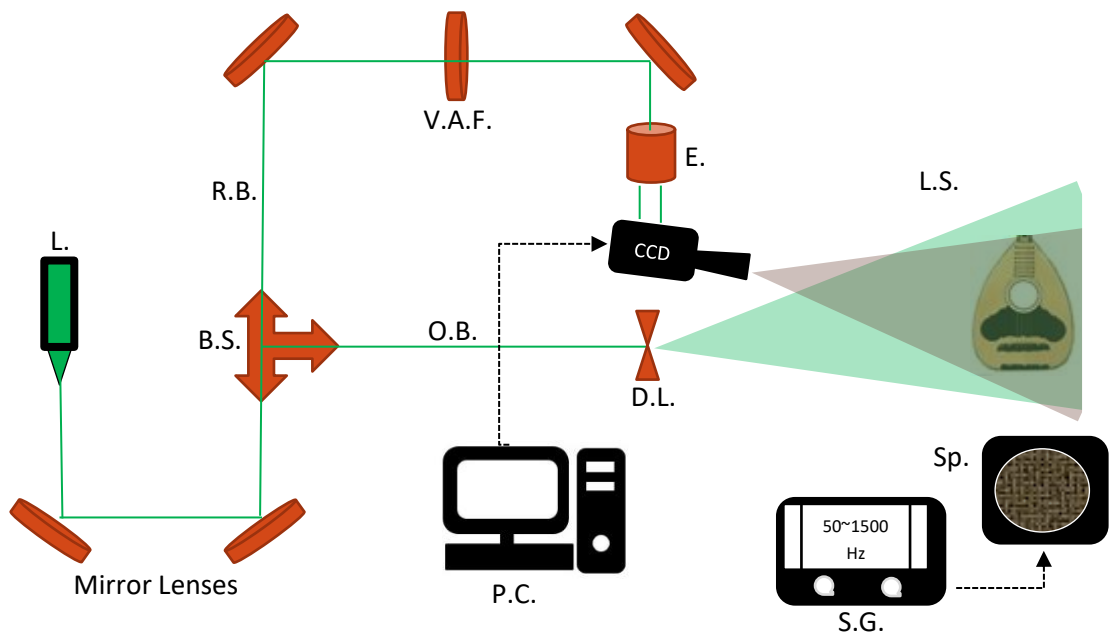 V.A.F.
E.
R.B.
L.S.
L.
CCD
B.S.
O.B.
D.L.
Sp.
50~1500
Hz
Mirror Lenses
P.C.
S.G.